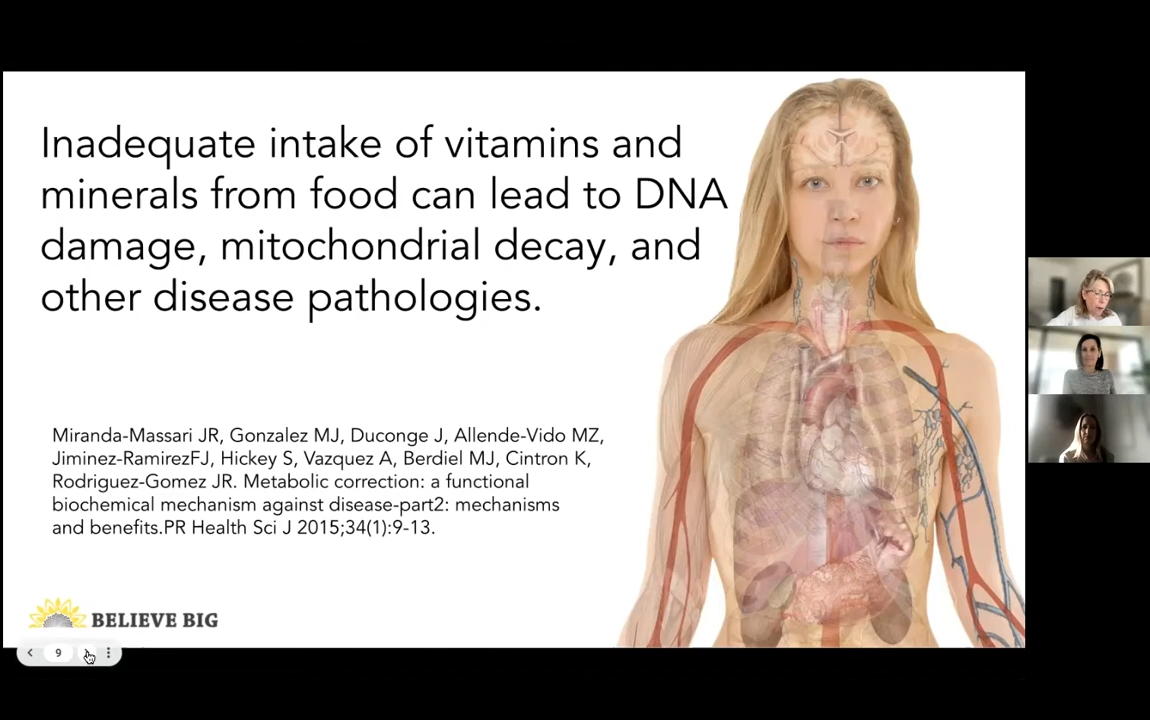 Inadequate intake of vitamins and
minerals from food can lead to DNA
damage, mitochondrial decay, and
other disease pathologies.
Miranda-Massari JR, Gonzalez MJ, Duconge J, Allende-Vido MZ,
Jiminez-RamirezFJ, Hickey S, Vazquez A, Berdiel MJ, Cintron K,
Rodriguez-Gomez JR. Metabolic correction: a functional
biochemical mechanism against disease-part2: mechanisms
and benefits.PR Health Sci J 2015;34(1):9-13.
BELIEVE BIG
9